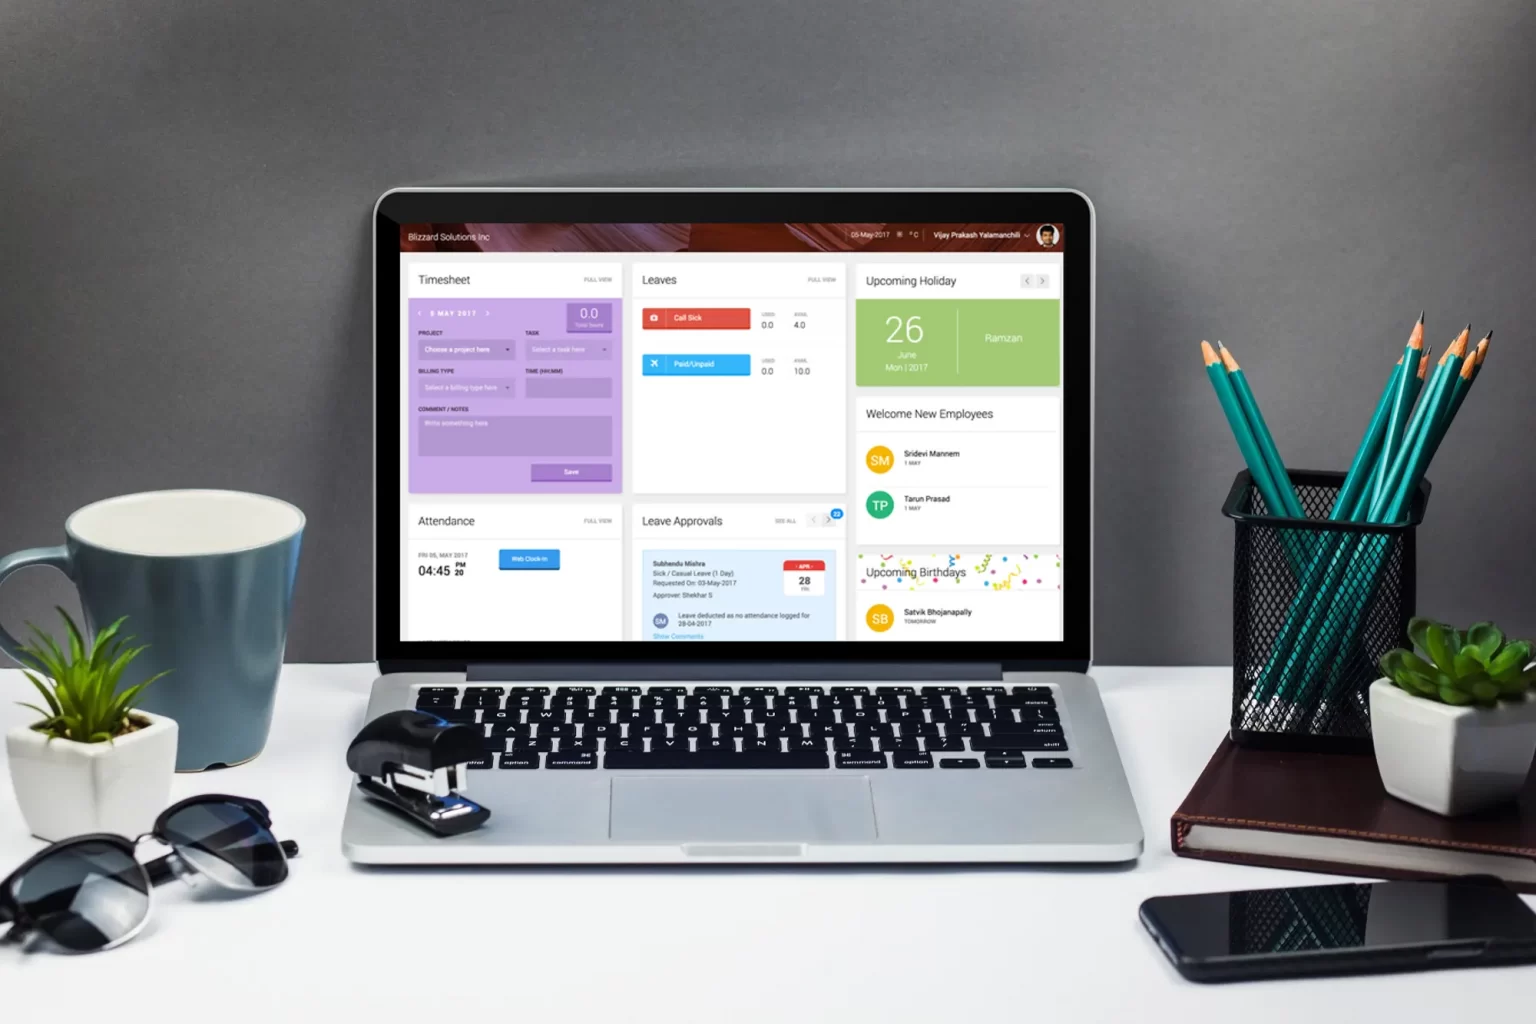 Blizzard Solutions Inc
05-May-2017
°C
Vijay Prakash Yalamanchili
Timesheet
FULL VIEW
5 MAY 2017
0.0
Total hours
PROJECT
TASK
Choose a project here
Select a task here
BILLING TYPE
TIME (HH:MM)
Select a billing type here
COMMENT / NOTES
Write something here
Save
Leaves
FULL VIEW
Call Sick
USED
AVAIL
0.0
4.0
Paid/Unpaid
USED
AVAIL
0.0
10.0
Upcoming Holiday
26
June
Mon | 2017
Ramzan
Welcome New Employees
SM
Sridevi Mannem
1 MAY
TP
Tarun Prasad
1 MAY
Attendance
FULL VIEW
FRI 05, MAY 2017
04:45 PM
20
Web Clock-In
Leave Approvals
SEE ALL
22
Subhendu Mishra
Sick / Casual Leave (1 Day)
Requested On: 03-May-2017
Approver: Shekhar S
APR
28
FRI
SM
Leave deducted as no attendance logged for
28-04-2017
Show Comments
Upcoming Birthdays
SB
Satvik Bhojanapally
TOMORROW
Q W E R T Y U I O P
A S D F G H J K L
Z X C V B N M
delete
return
shift
option
command
command
option